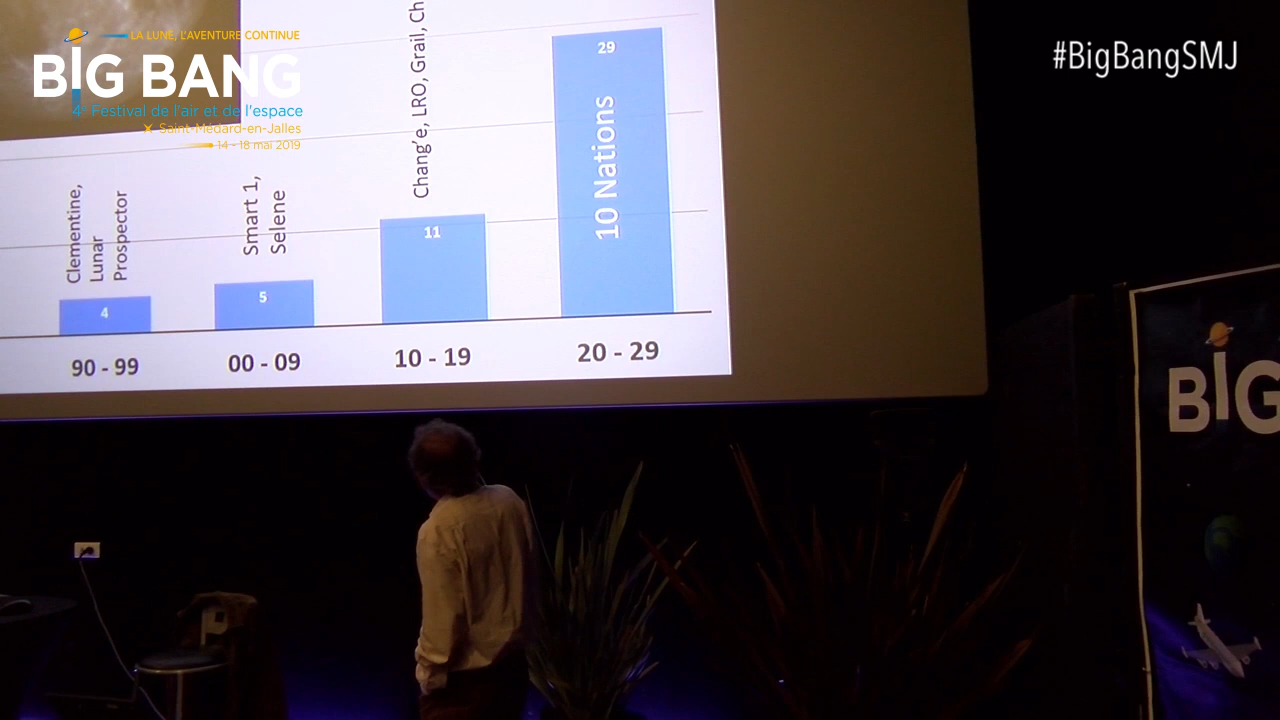 LA LUNE, L'AVENTURE CONTINUE
BIG BANG
4e Festival de l'air et de l'espace
Saint-Médard-en-Jalles
14 - 18 mai 2019
#BigBangSMJ
Clementine,
Lunar
Prospector
Smart 1,
Selene
Chang'e, LRO, Grail, Ch
10 Nations
4
5
11
29
90 - 99
00 - 09
10 - 19
20 - 29
BIG